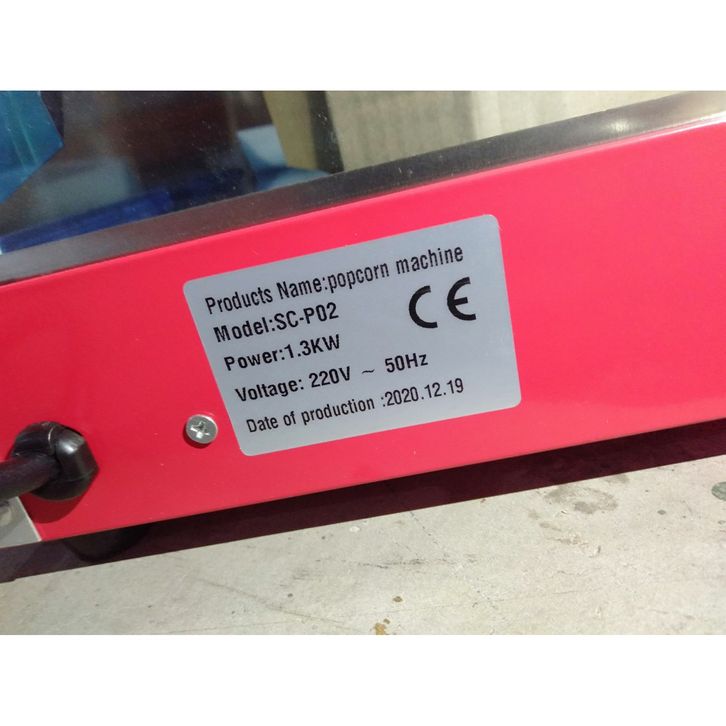 Products Name:popcorn machine
Model:SC-P02
CE
Power:1.3KW
Voltage: 220V ~ 50Hz
Date of production :2020.12.19